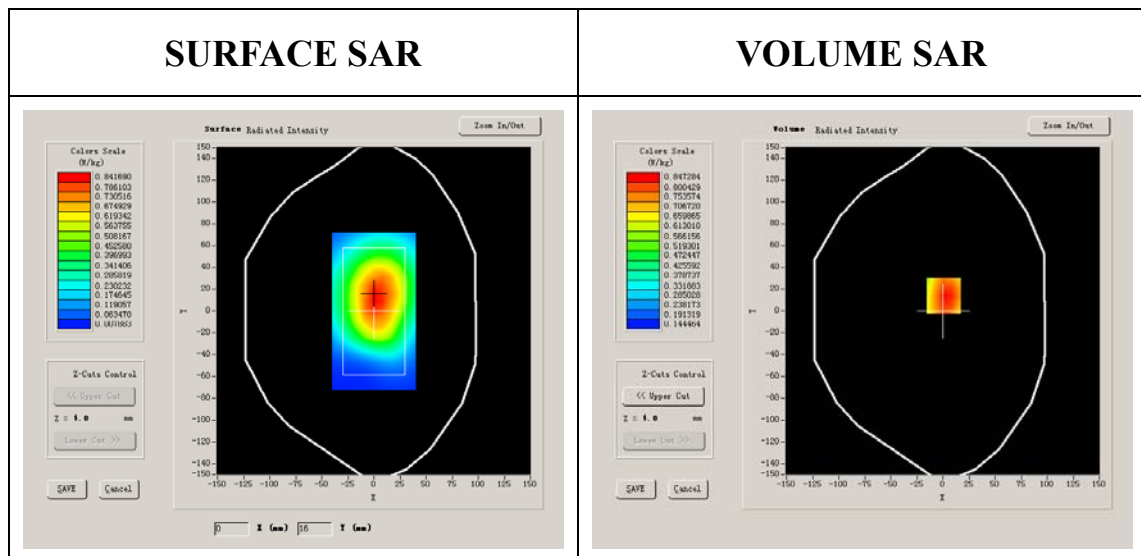 SURFACE SAR
VOLUME SAR
Surface Radiated Intensity
Zoom In/Out
Colors Scale
(W/kg)
0.841690
0.786103
0.730516
0.674929
0.619342
0.563755
0.508167
0.452580
0.396993
0.341406
0.285819
0.230232
0.174645
0.119057
0.063470
0.007883
Z-Cuts Control
<< Upper Cut
Z = 4.0 mm
Lower Cut >>
SAVE Cancel
150
140
120
100
80
60
40
20
0
-20
-40
-60
-80
-100
-120
-140
-150
Y
-150 -125 -100 -75 -50 -25 0 25 50 75 100 125 150
X
0 X (mm) 16 Y (mm)
Volume Radiated Intensity
Zoom In/Out
Colors Scale
(W/kg)
0.847284
0.800429
0.753574
0.706720
0.659865
0.613010
0.566156
0.519301
0.472447
0.425592
0.378737
0.331883
0.285028
0.238173
0.191319
0.144464
Z-Cuts Control
<< Upper Cut
Z = 4.0 mm
Lower Cut >>
SAVE Cancel
150
140
120
100
80
60
40
20
0
-20
-40
-60
-80
-100
-120
-140
-150
Y
-150 -125 -100 -75 -50 -25 0 25 50 75 100 125 150
X